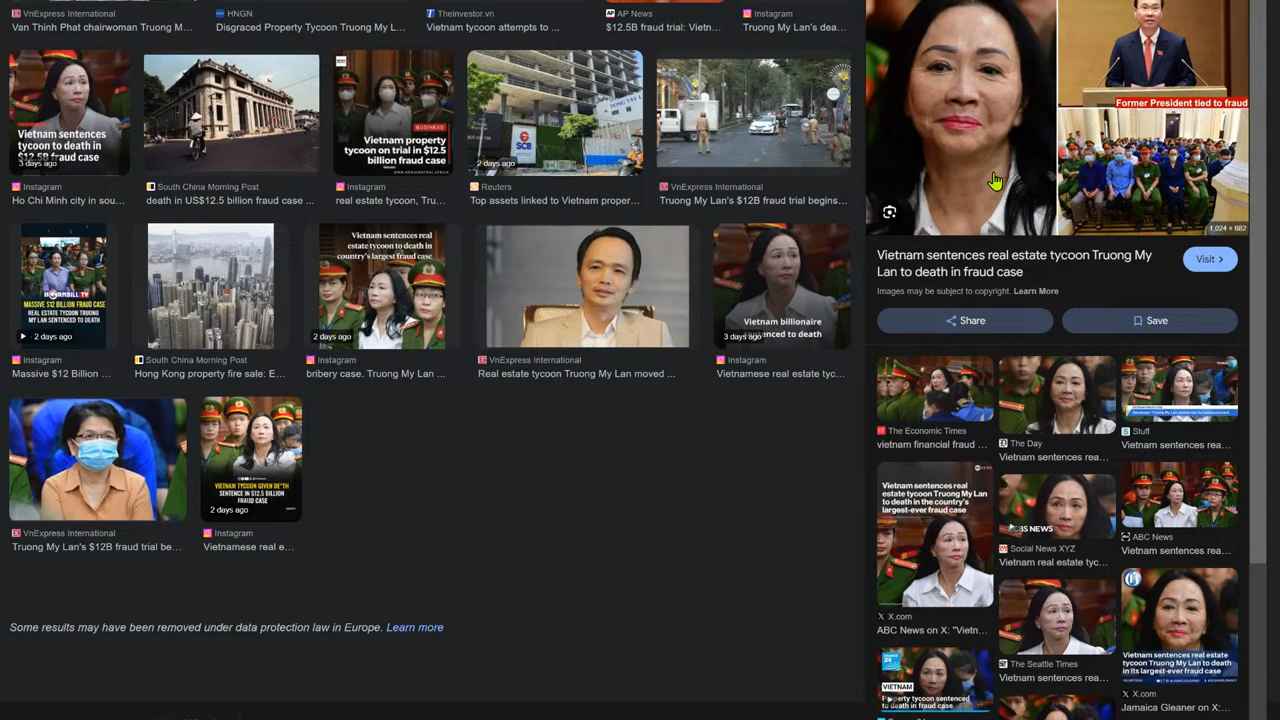 VnExpress International
Van Thinh Phat chairwoman Truong M...
HNGN
Disgraced Property Tycoon Truong My L...
TheInvestor.vn
Vietnam tycoon attempts to ...
AP News
$12.5B fraud trial: Vietn...
Instagram
Truong My Lan's dea...
Vietnam sentences
tycoon to death in
$12.5B fraud case
3 days ago
Instagram
Ho Chi Minh city in sou...
South China Morning Post
death in US$12.5 billion fraud case ...
BUSINESS
Vietnam property
tycoon on trial in $12.5
billion fraud case
Instagram
real estate tycoon, Tru...
SCB
2 days ago
Reuters
Top assets linked to Vietnam proper...
VnExpress International
Truong My Lan's $12B fraud trial begins...
MASSIVE $12 BILLION FRAUD CASE
REAL ESTATE TYCOON TRUONG
MY LAN SENTENCED TO DEATH
2 days ago
Instagram
Massive $12 Billion ...
South China Morning Post
Hong Kong property fire sale: E...
Vietnam sentences real
estate tycoon to death in
country's largest fraud case
2 days ago
Instagram
bribery case. Truong My Lan ...
VnExpress International
Real estate tycoon Truong My Lan moved ...
Vietnam billionaire
sentenced to death
3 days ago
Instagram
Vietnamese real estate tyc...
VnExpress International
Truong My Lan's $12B fraud trial be...
VIETNAM TYCOON GIVEN DE*TH
SENTENCE IN $12.5 BILLION
FRAUD CASE
2 days ago
Instagram
Vietnamese real e...
Some results may have been removed under data protection law in Europe. Learn more
Former President tied to fraud
1,024 × 682
Vietnam sentences real estate tycoon Truong My
Lan to death in fraud case
Visit
Images may be subject to copyright. Learn More
Share
Save
The Economic Times
vietnam financial fraud ...
The Day
Vietnam sentences rea...
Stuff
Vietnam sentences rea...
Vietnam sentences real
estate tycoon Truong My Lan
to death in the country's
largest-ever fraud case
X.com
ABC News on X: "Vietn...
CBS NEWS
Social News XYZ
Vietnam real estate tyc...
ABC News
Vietnam sentences rea...
The Seattle Times
Vietnam sentences rea...
Vietnam sentences real estate
tycoon Truong My Lan to death
in its largest-ever fraud case
X.com
Jamaica Gleaner on X:...
FRANCE
24
VIETNAM
Property tycoon sentenced
to death in fraud case